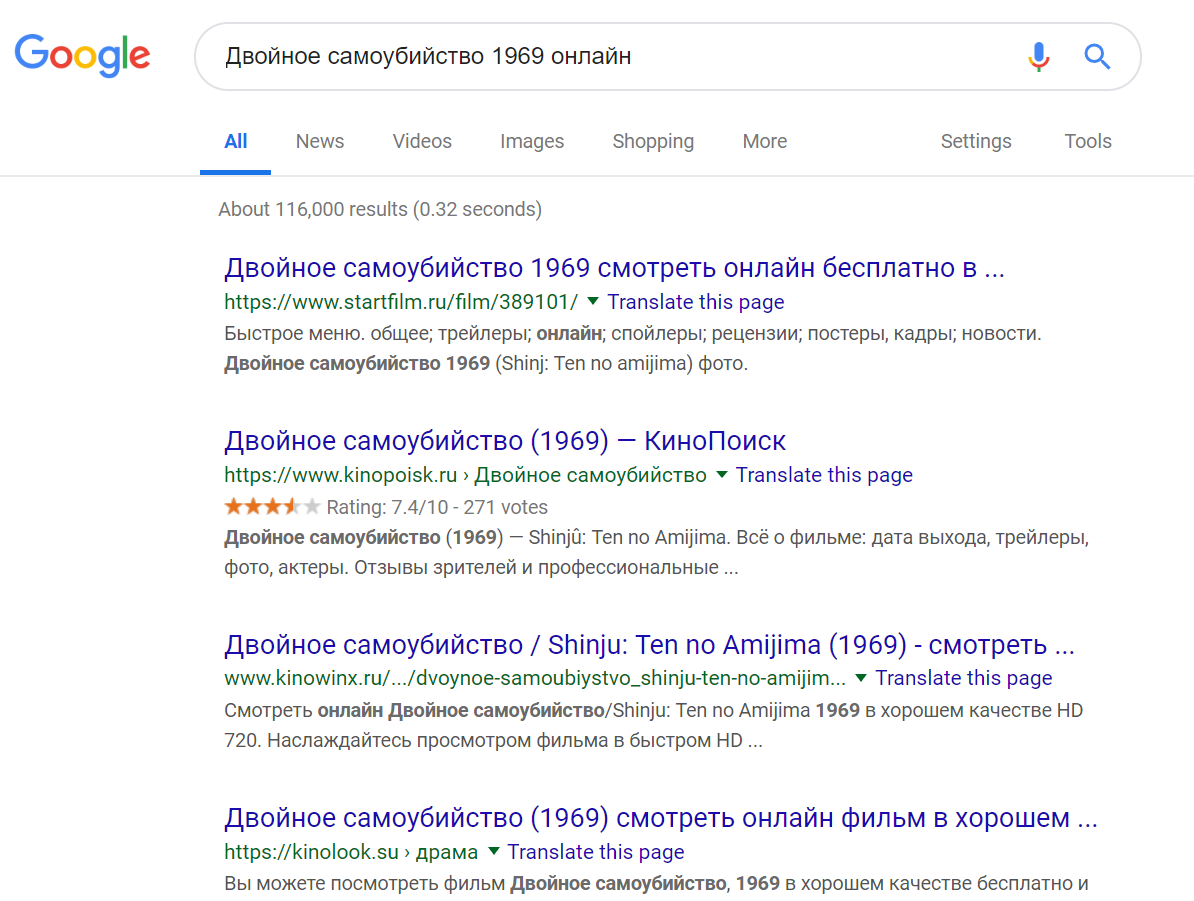 Google
Двойное самоубийство 1969 онлайн
All News Videos Images Shopping More Settings Tools
About 116,000 results (0.32 seconds)
Двойное самоубийство 1969 смотреть онлайн бесплатно в ...
https://www.startfilm.ru/film/389101/ ▼ Translate this page
Быстрое меню. общее; трейлеры; онлайн; спойлеры; рецензии; постеры, кадры; новости.
Двойное самоубийство 1969 (Shinj: Ten no amijima) фото.
Двойное самоубийство (1969) — КиноПоиск
https://www.kinopoisk.ru › Двойное самоубийство ▼ Translate this page
Rating: 7.4/10 - 271 votes
Двойное самоубийство (1969) — Shinjû: Ten no Amijima. Всё о фильме: дата выхода, трейлеры,
фото, актеры. Отзывы зрителей и профессиональные ...
Двойное самоубийство / Shinju: Ten no Amijima (1969) - смотреть ...
www.kinowinx.ru/.../dvoynoe-samoubiystvo_shinju-ten-no-amijim... ▼ Translate this page
Смотреть онлайн Двойное самоубийство/Shinju: Ten no Amijima 1969 в хорошем качестве HD
720. Наслаждайтесь просмотром фильма в быстром HD ...
Двойное самоубийство (1969) смотреть онлайн фильм в хорошем ...
https://kinolook.su › драма ▼ Translate this page
Вы можете посмотреть фильм Двойное самоубийство, 1969 в хорошем качестве бесплатно и